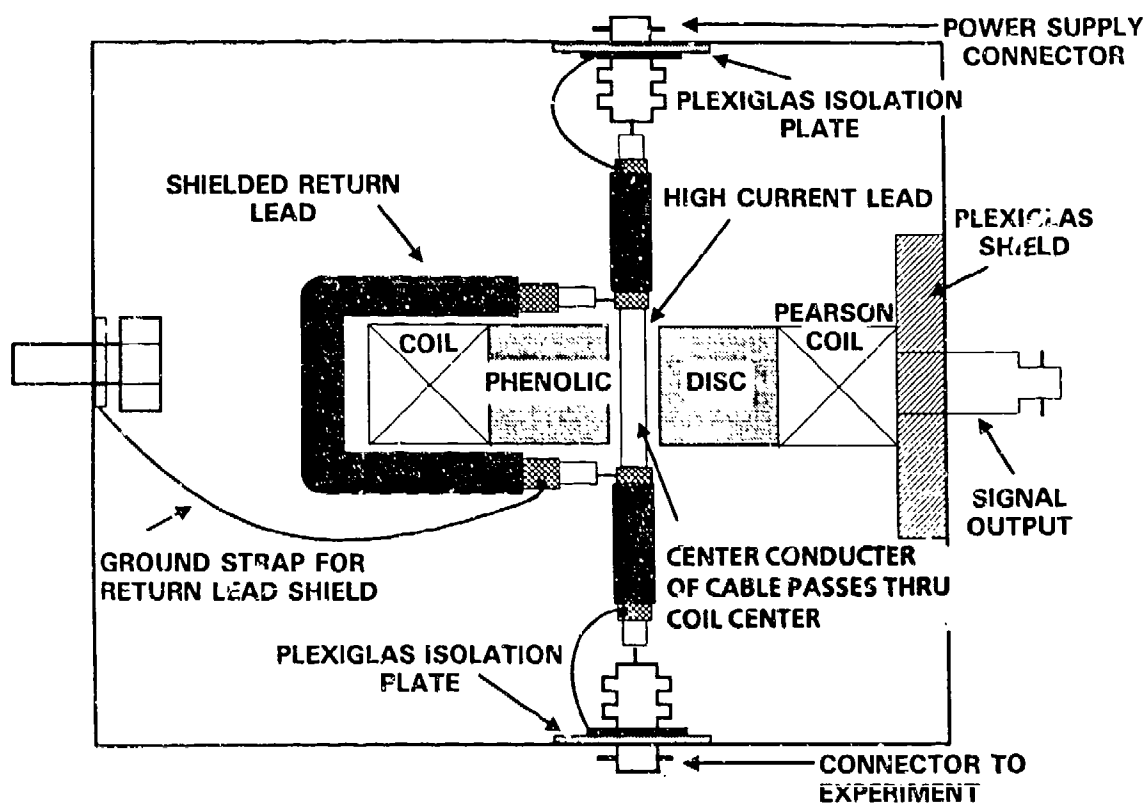 POWER SUPPLY
CONNECTOR
PLEXIGLAS ISOLATION
PLATE
SHIELDED RETURN
LEAD
HIGH CURRENT LEAD
PLEXIGLAS
SHIELD
PEARSON
COIL
COIL
PHENOLIC
DISC
SIGNAL
OUTPUT
GROUND STRAP FOR
RETURN LEAD SHIELD
CENTER CONDUCTER
OF CABLE PASSES THRU
COIL CENTER
PLEXIGLAS ISOLATION
PLATE
CONNECTOR TO
EXPERIMENT